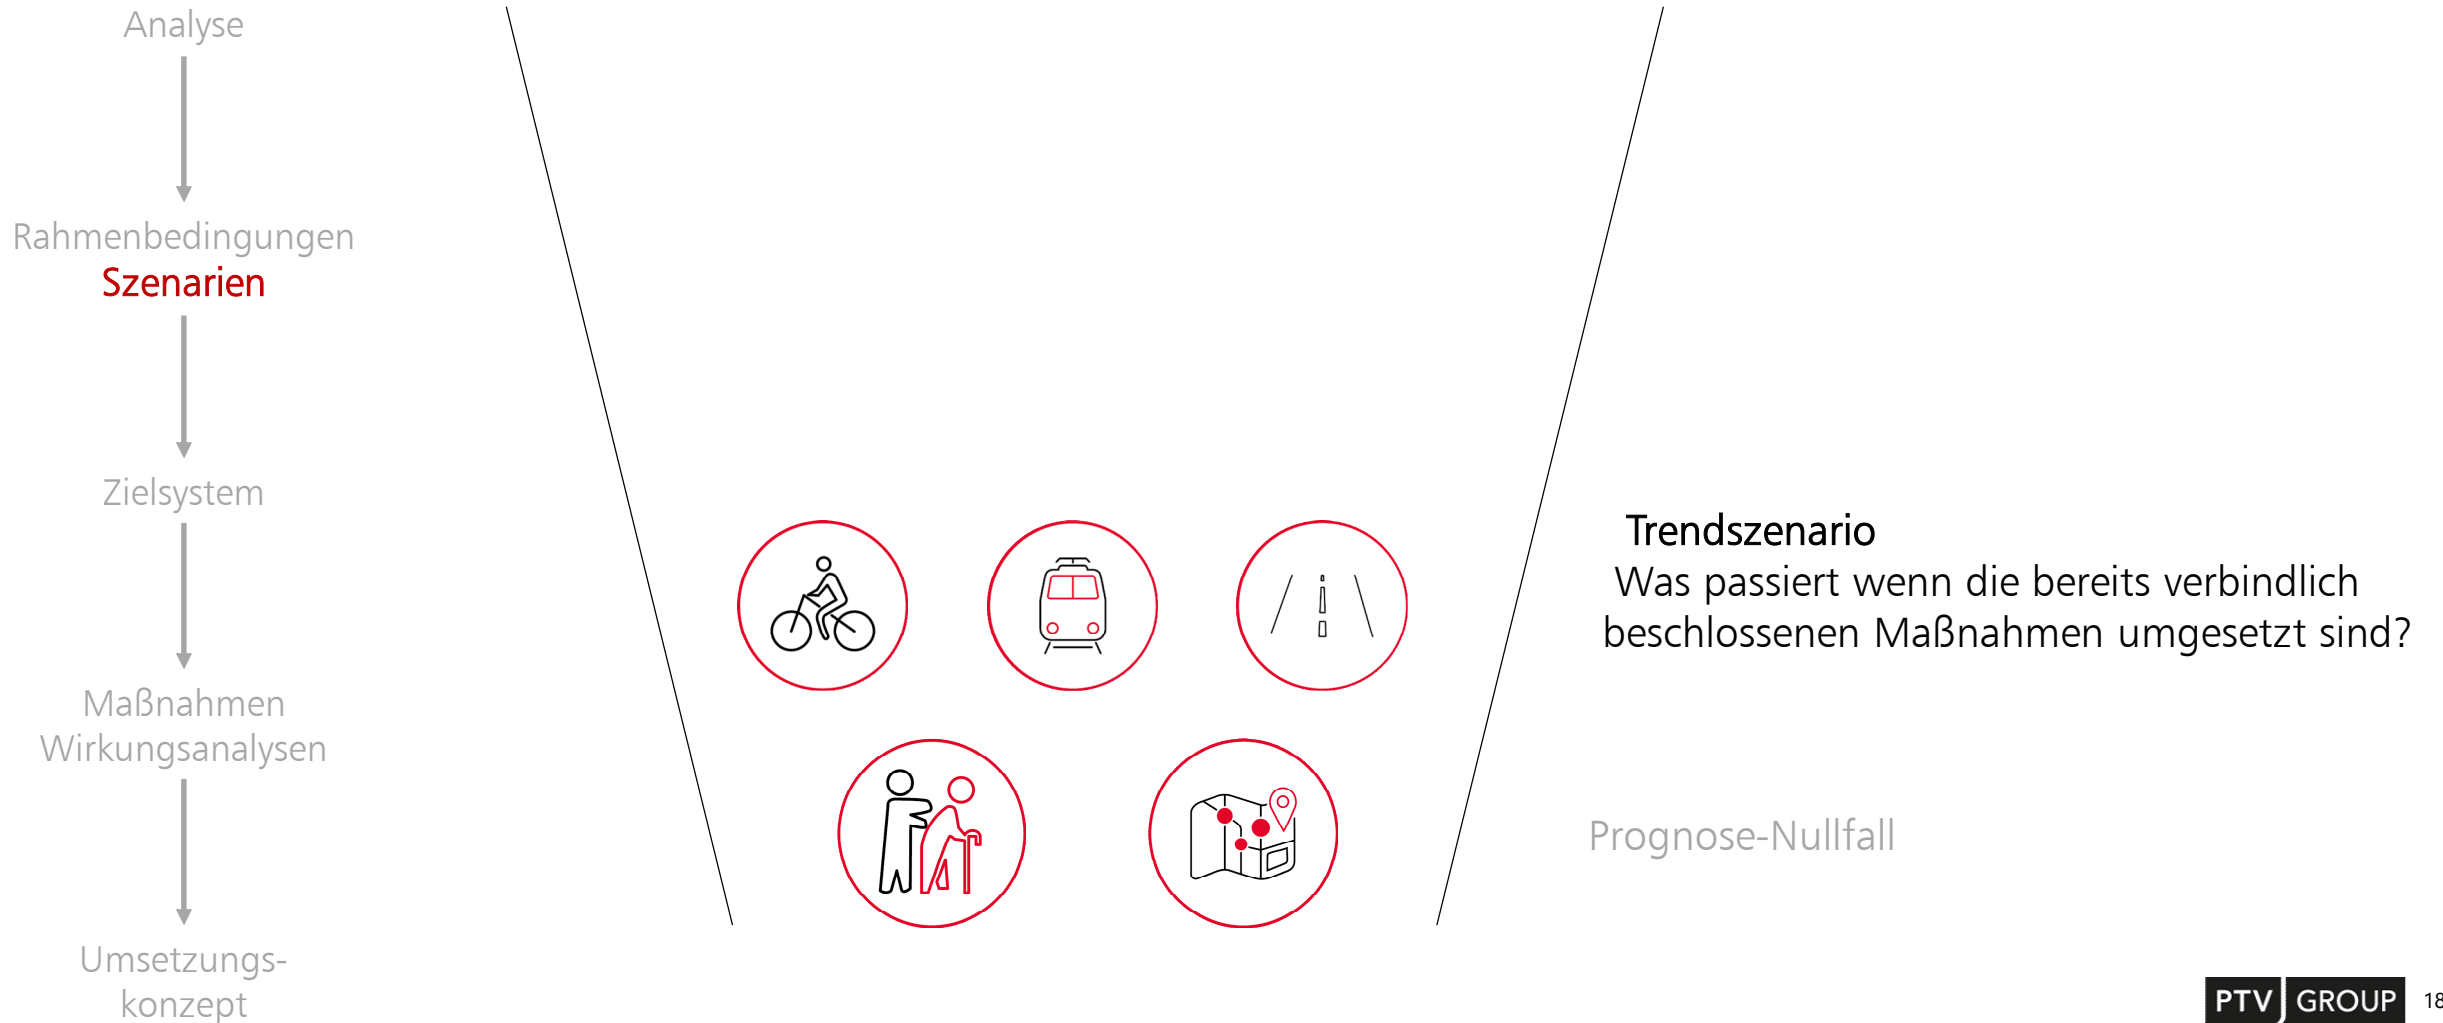 Analyse
Rahmenbedingungen
Szenarien
Zielsystem
Maßnahmen
Wirkungsanalysen
Umsetzungs-
konzept
Trendszenario
Was passiert wenn die bereits verbindlich
beschlossenen Maßnahmen umgesetzt sind?
Prognose-Nullfall
PTV GROUP 18